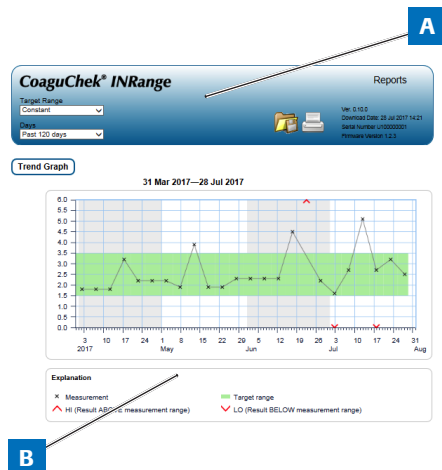 A
CoaguChek® INRange
Reports
Target Range
Constant
Days
Past 120 days
Ver. 0.10.0
Download Date: 28 Jul 2017 14:21
Serial Number U100000001
Firmware Version 1.2.3
Trend Graph
31 Mar 2017—28 Jul 2017
6.0
5.5
5.0
4.5
4.0
3.5
3.0
2.5
2.0
1.5
1.0
0.5
0.0
3 10 17 24 1 8 15 22 29 5 12 19 26 3 10 17 24 31
2017 May Jun Jul Aug
Explanation
Measurement
Target range
HI (Result ABOVE measurement range)
LO (Result BELOW measurement range)
B